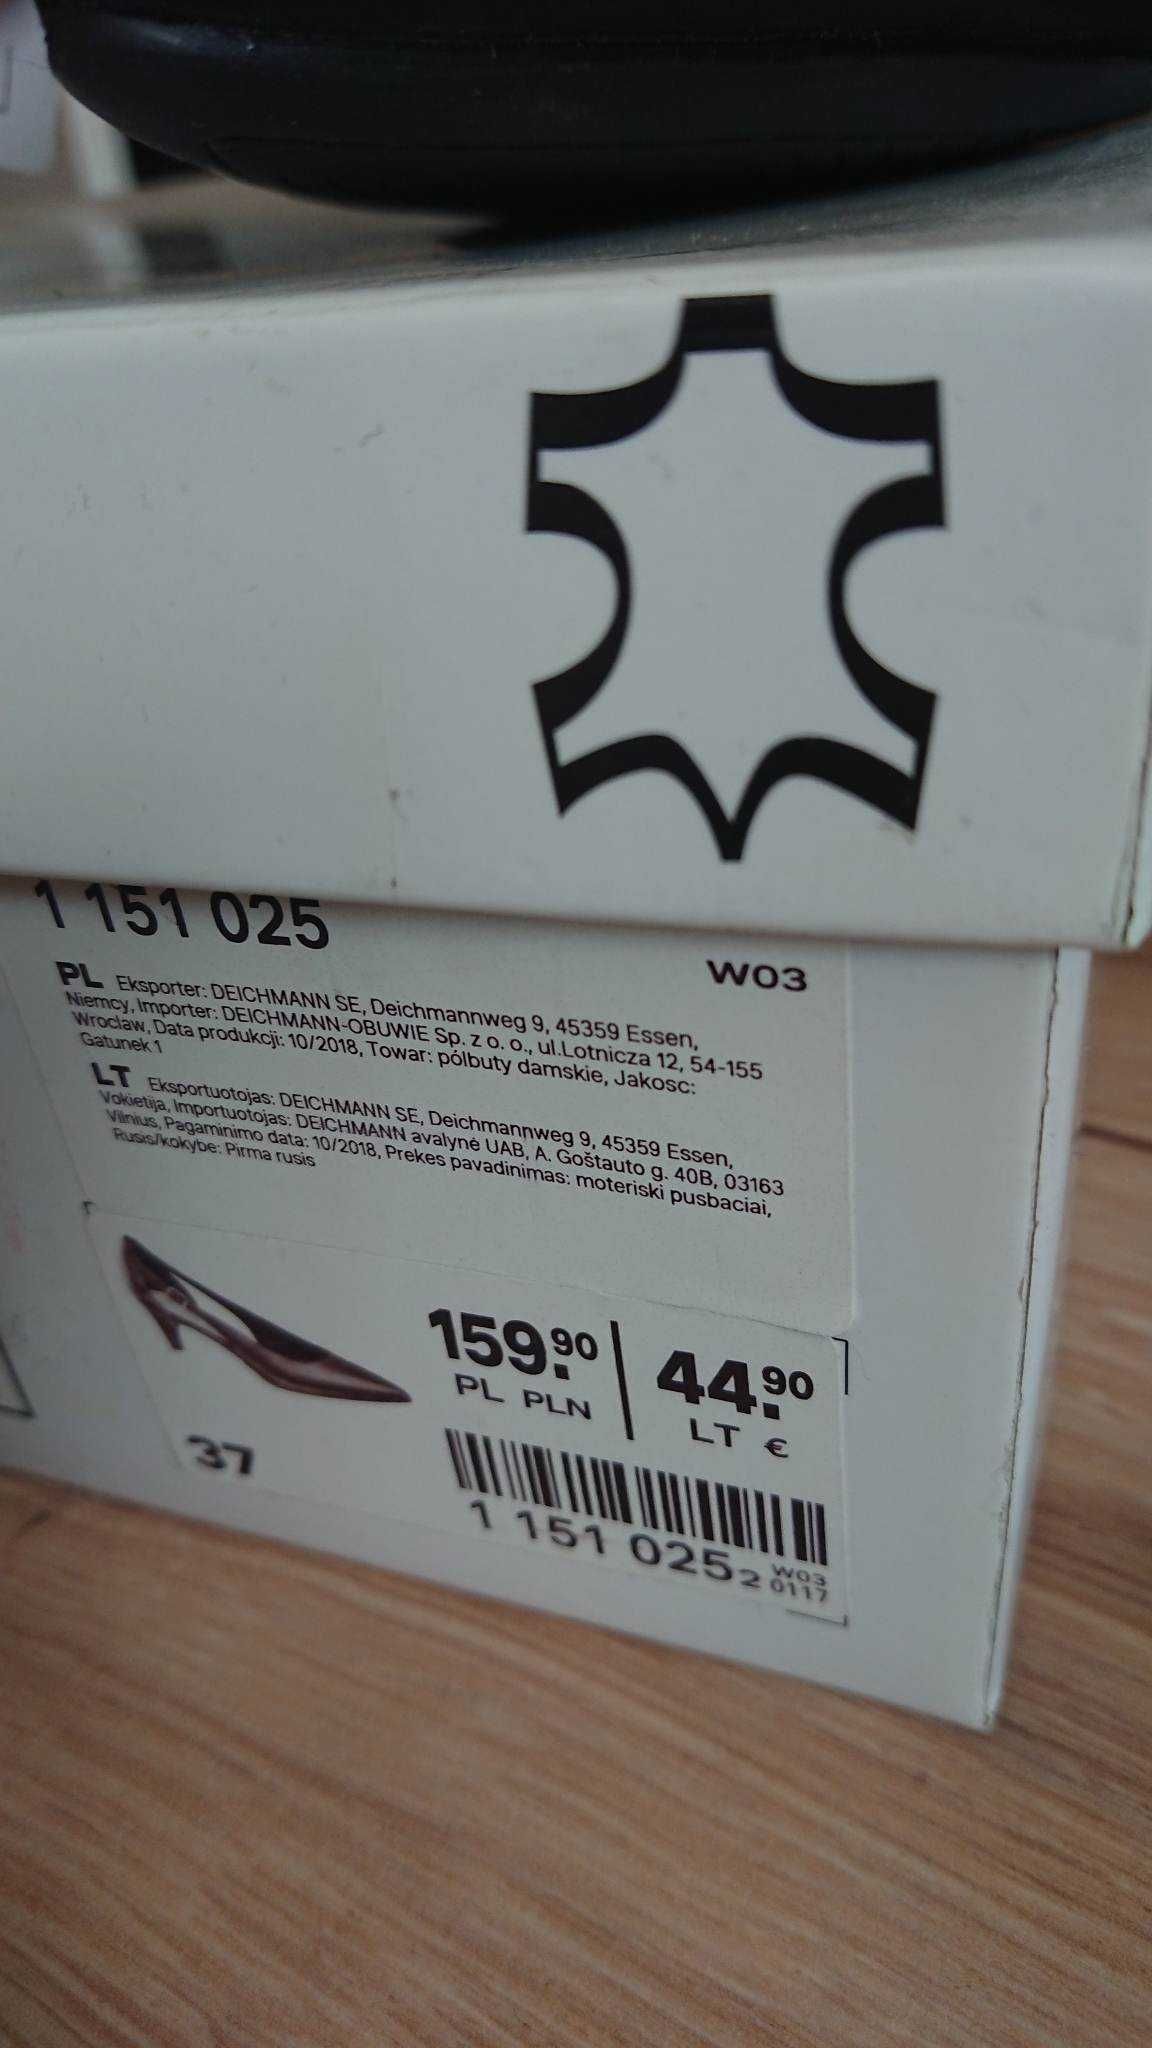 1 151 025
W03
PL Eksporter: DEICHMANN SE, Deichmannweg 9, 45359 Essen,
Niemcy, Importer: DEICHMANN-OBUWIE Sp. z o. o., ul.Lotnicza 12, 54-155
Wroclaw, Data produkcji: 10/2018, Towar: pólbuty damskie, Jakosc:
Gatunek 1
LT Eksportuotojas: DEICHMANN SE, Deichmannweg 9, 45359 Essen,
Vokietija, Importuotojas: DEICHMANN avalynė UAB, A. Goštauto g. 40B, 03163
Vilnius, Pagaminimo data: 10/2018, Prekes pavadinimas: moteriski pusbaciai,
Rusis/kokybe: Pirma rusis
159.90 | 44.90
PL PLN LT €
37
1 151 025 2 W03
0117